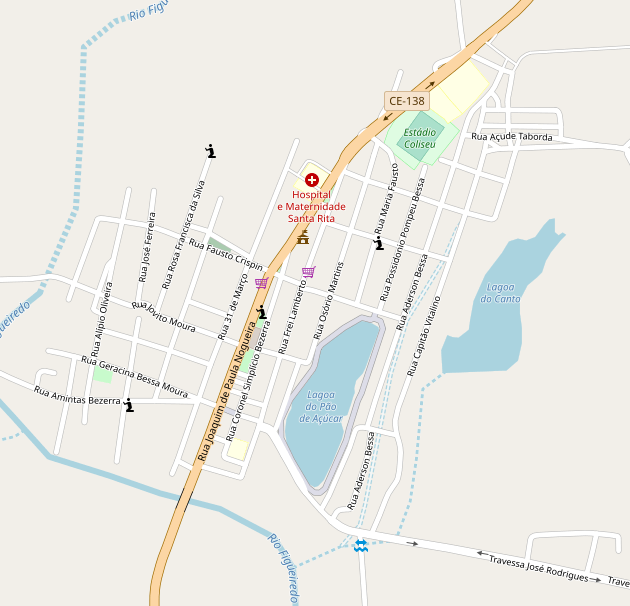 Rio Figu
CE-138
Estádio
Coliseu
Rua Açude Taborda
Hospital
e Maternidade
Santa Rita
Rua Maria Fausto
Rua Possidonio Pompeu Bessa
Rua Rosa Francisca da Silva
Rua José Ferreira
Rua Fausto Crispin
Rua 31 de Março
Rua Frei Lamberto
Rua Osório Martins
Rua Aderson Bessa
Rua Capitão Vitalino
Lagoa
do Canto
gueiredo
Rua Alípio Oliveira
Rua Jovito Moura
Rua Geracina Bessa Moura
Rua Amintas Bezerra
Rua Joaquim de Paula Nogueira
Rua Coronel Simplício Bezerra
Lagoa
do Pão
de Açúcar
Rua Aderson Bessa
Rio Figueiredo
Travessa José Rodrigues
Trave